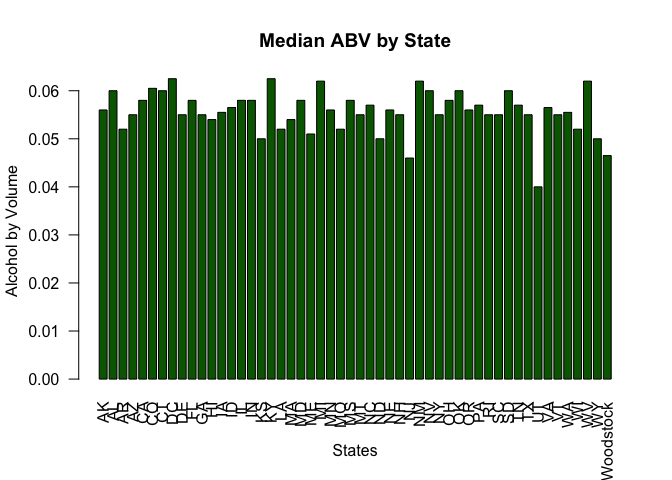 Median ABV by State
Alcohol by Volume
0.06
0.05
0.04
0.03
0.02
0.01
0.00
AK
AL
AR
AZ
CA
CO
CT
DC
DE
FL
GA
HI
IA
ID
IL
IN
KS
KY
LA
MA
MD
ME
MI
MN
MO
MS
MT
NC
ND
NE
NH
NJ
NM
NV
NY
OH
OK
OR
PA
RI
SC
SD
TN
TX
UT
VA
VT
WA
WI
WV
WY
Woodstock
States